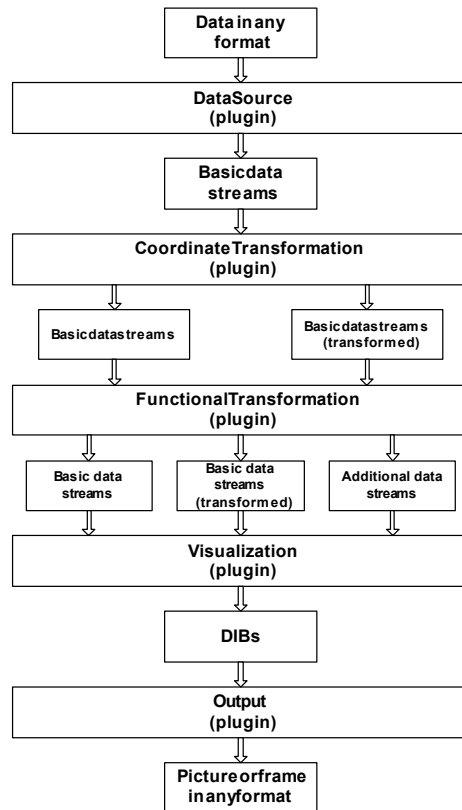 Data in any
format
DataSource
(plugin)
Basicdata
streams
CoordinateTransformation
(plugin)
Basicdatastreams
Basicdatastreams
(transformed)
FunctionalTransformation
(plugin)
Basic data
streams
Basic data
streams
(transformed)
Additional data
streams
Visualization
(plugin)
DIBs
Output
(plugin)
Pictureorframe
inanyformat